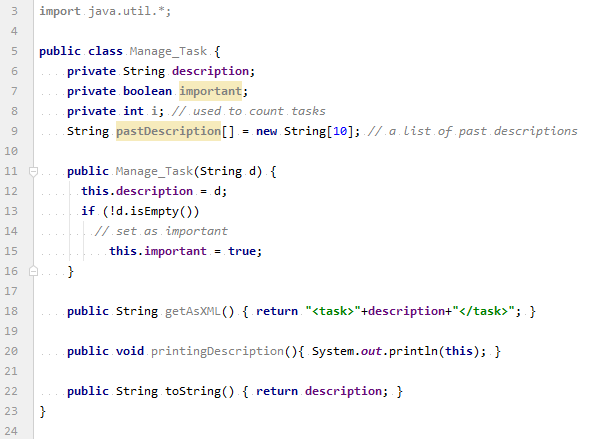 3 import java.util.*;
4
5 public class Manage_Task {
6 private String description;
7 private boolean important;
8 private int i; // used to count tasks
9 String pastDescription[] = new String[10]; // a list of past descriptions
10
11 public Manage_Task(String d) {
12 this.description = d;
13 if (!d.isEmpty())
14 // set as important
15 this.important = true;
16 }
17
18 public String getAsXML() { return "<task>"+description+"</task>"; }
19
20 public void printingDescription(){ System.out.println(this); }
21
22 public String toString() { return description; }
23 }
24